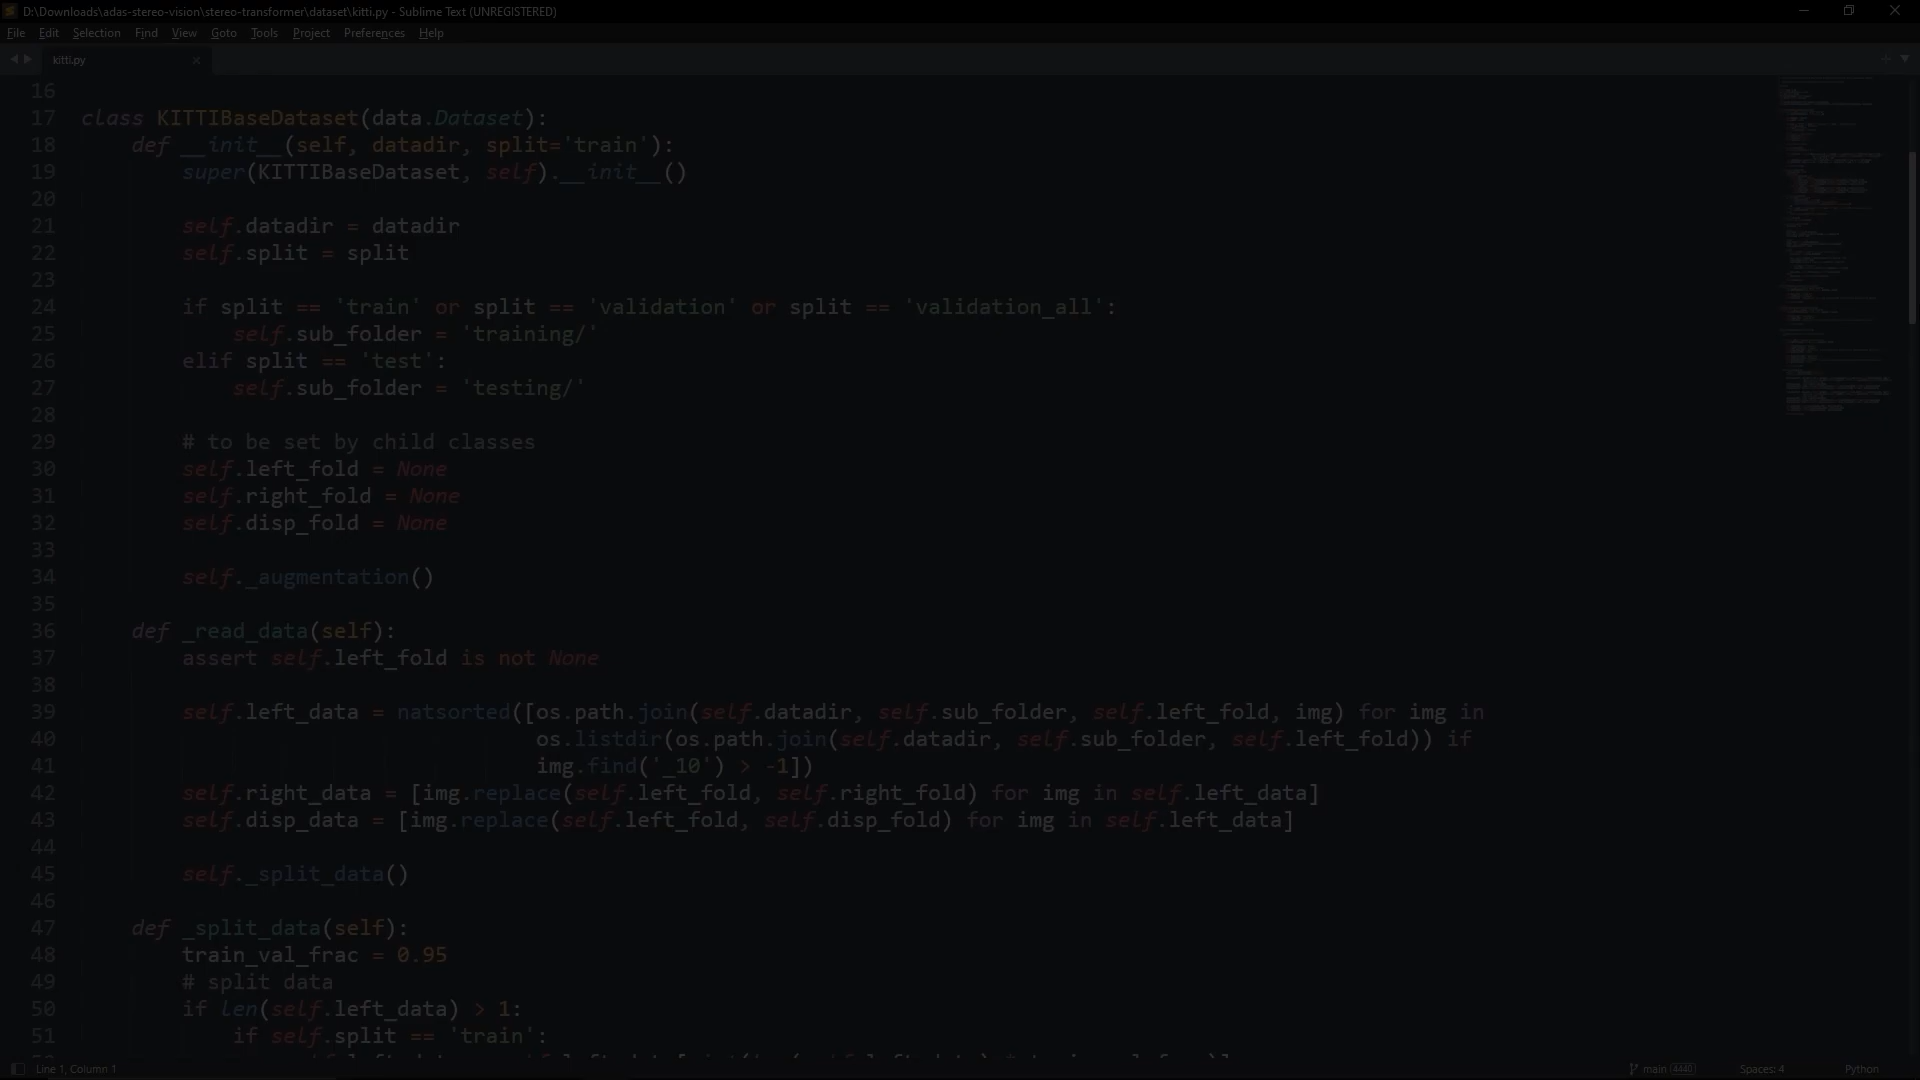 D:\Downloads\adas-stereo-vision\stereo-transformer\dataset\kitti.py - Sublime Text (UNREGISTERED)
File Edit Selection Find View Goto Tools Project Preferences Help
kitti.py
16
17 class KITTIBaseDataset(data.Dataset):
18     def __init__(self, datadir, split='train'):
19         super(KITTIBaseDataset, self).__init__()
20
21         self.datadir = datadir
22         self.split = split
23
24         if split == 'train' or split == 'validation' or split == 'validation_all':
25             self.sub_folder = 'training/'
26         elif split == 'test':
27             self.sub_folder = 'testing/'
28
29         # to be set by child classes
30         self.left_fold = None
31         self.right_fold = None
32         self.disp_fold = None
33
34         self._augmentation()
35
36     def _read_data(self):
37         assert self.left_fold is not None
38
39         self.left_data = natsorted([os.path.join(self.datadir, self.sub_folder, self.left_fold, img) for img in
40                                     os.listdir(os.path.join(self.datadir, self.sub_folder, self.left_fold)) if
41                                     img.find('_10') > -1])
42         self.right_data = [img.replace(self.left_fold, self.right_fold) for img in self.left_data]
43         self.disp_data = [img.replace(self.left_fold, self.disp_fold) for img in self.left_data]
44
45         self._split_data()
46
47     def _split_data(self):
48         train_val_frac = 0.95
49         # split data
50         if len(self.left_data) > 1:
51             if self.split == 'train':
Line 1, Column 1 main 4440 Spaces: 4 Python